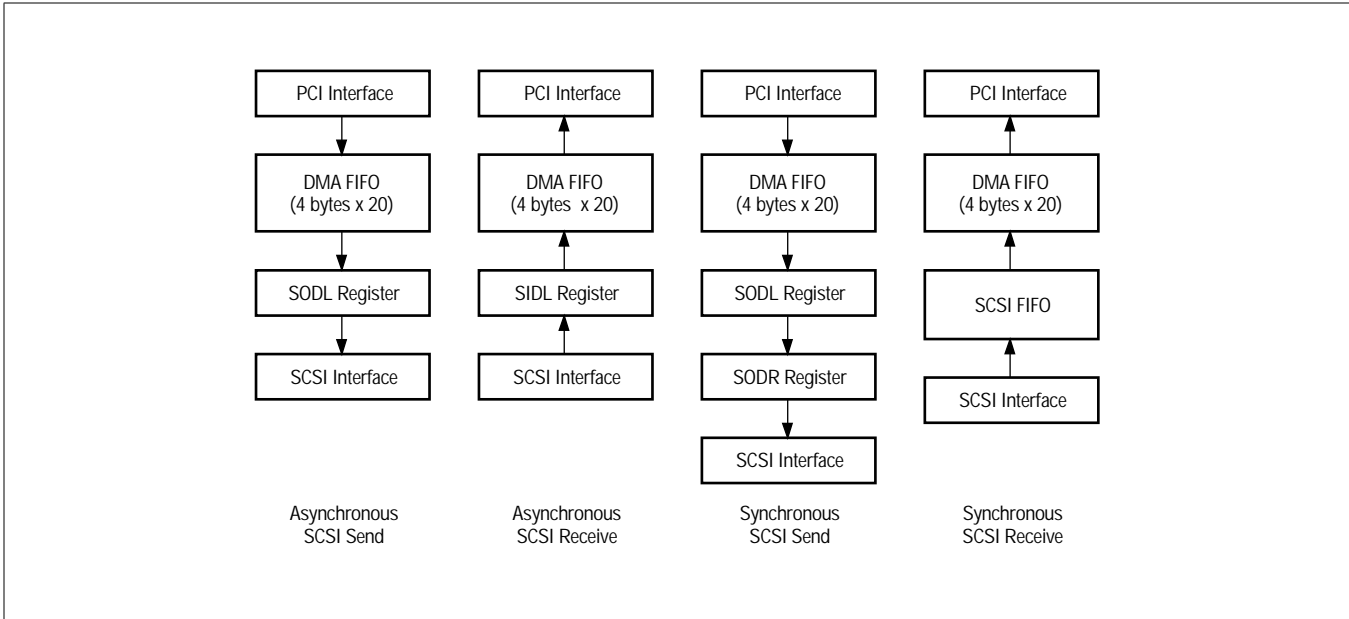 PCI Interface
DMA FIFO
(4 bytes x 20)
SODL Register
SCSI Interface
Asynchronous
SCSI Send
PCI Interface
DMA FIFO
(4 bytes  x 20)
SIDL Register
SCSI Interface
Asynchronous
SCSI Receive
PCI Interface
DMA FIFO
(4 bytes x 20)
SODL Register
SODR Register
SCSI Interface
Synchronous
SCSI Send
PCI Interface
DMA FIFO
(4 bytes x 20)
SCSI FIFO
SCSI Interface
Synchronous
SCSI Receive